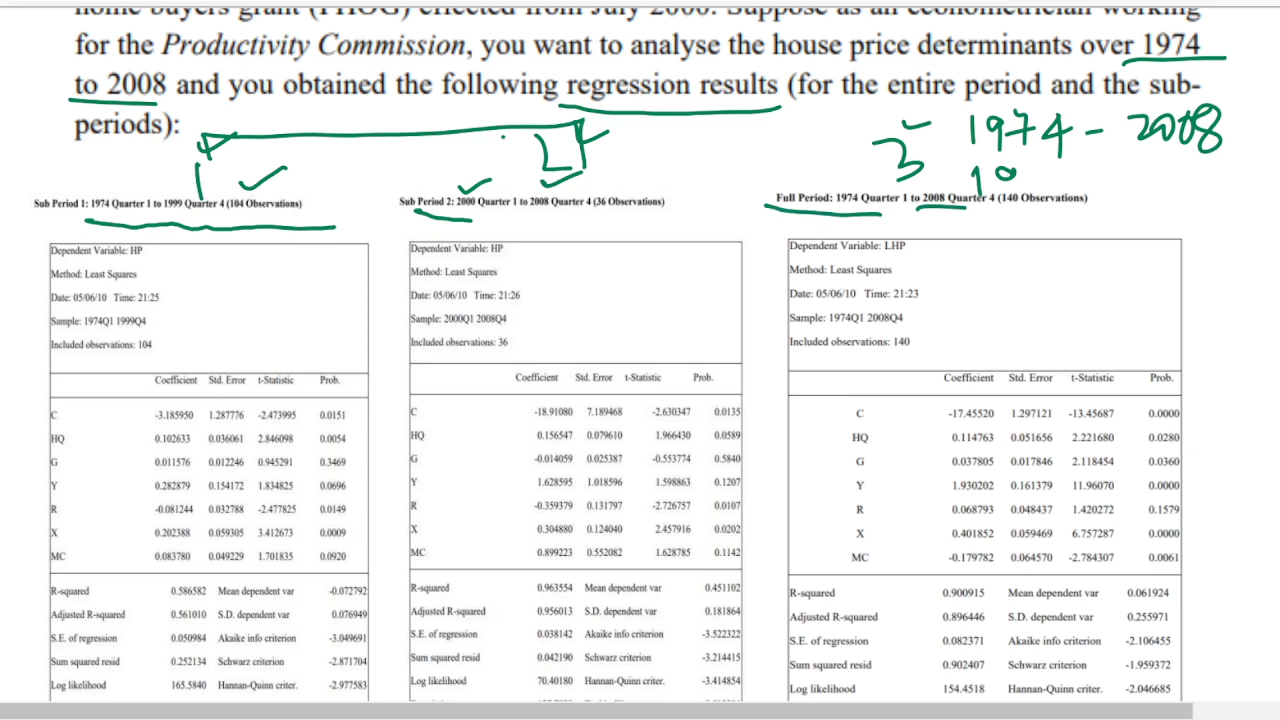 home buyers grant (FHOG) effected from July 2000. Suppose as an econometrician working
for the Productivity Commission, you want to analyse the house price determinants over 1974
to 2008 and you obtained the following regression results (for the entire period and the sub-
periods):
1
2
3 1974 - 2008
Sub Period 1: 1974 Quarter 1 to 1999 Quarter 4 (104 Observations)
Dependent Variable: HP
Method: Least Squares
Date: 05/06/10 Time: 21:25
Sample: 1974Q1 1999Q4
Included observations: 104
Coefficient Std. Error t-Statistic Prob.
C -3.185950 1.287776 -2.473995 0.0151
HQ 0.102633 0.036061 2.846098 0.0054
G 0.011576 0.012246 0.945291 0.3469
Y 0.282879 0.154172 1.834825 0.0696
R -0.081244 0.032788 -2.477825 0.0149
X 0.202388 0.059305 3.412673 0.0009
MC 0.083780 0.049229 1.701835 0.0920
R-squared 0.586582 Mean dependent var -0.072792
Adjusted R-squared 0.561010 S.D. dependent var 0.076949
S.E. of regression 0.050984 Akaike info criterion -3.049691
Sum squared resid 0.252134 Schwarz criterion -2.871704
Log likelihood 165.5840 Hannan-Quinn criter. -2.977583
Sub Period 2: 2000 Quarter 1 to 2008 Quarter 4 (36 Observations)
Dependent Variable: HP
Method: Least Squares
Date: 05/06/10 Time: 21:26
Sample: 2000Q1 2008Q4
Included observations: 36
Coefficient Std. Error t-Statistic Prob.
C -18.91080 7.189468 -2.630347 0.0135
HQ 0.156547 0.079610 1.966430 0.0589
G -0.014059 0.025387 -0.553774 0.5840
Y 1.628595 1.018596 1.598863 0.1207
R -0.359379 0.131797 -2.726757 0.0107
X 0.304880 0.124040 2.457916 0.0202
MC 0.899223 0.552082 1.628785 0.1142
R-squared 0.963554 Mean dependent var 0.451102
Adjusted R-squared 0.956013 S.D. dependent var 0.181864
S.E. of regression 0.038142 Akaike info criterion -3.522322
Sum squared resid 0.042190 Schwarz criterion -3.214415
Log likelihood 70.40180 Hannan-Quinn criter. -3.414854
Full Period: 1974 Quarter 1 to 2008 Quarter 4 (140 Observations)
Dependent Variable: LHP
Method: Least Squares
Date: 05/06/10 Time: 21:23
Sample: 1974Q1 2008Q4
Included observations: 140
Coefficient Std. Error t-Statistic Prob.
C -17.45520 1.297121 -13.45687 0.0000
HQ 0.114763 0.051656 2.221680 0.0280
G 0.037805 0.017846 2.118454 0.0360
Y 1.930202 0.161379 11.96070 0.0000
R 0.068793 0.048437 1.420272 0.1579
X 0.401852 0.059469 6.757287 0.0000
MC -0.179782 0.064570 -2.784307 0.0061
R-squared 0.900915 Mean dependent var 0.061924
Adjusted R-squared 0.896446 S.D. dependent var 0.255971
S.E. of regression 0.082371 Akaike info criterion -2.106455
Sum squared resid 0.902407 Schwarz criterion -1.959372
Log likelihood 154.4518 Hannan-Quinn criter. -2.046685